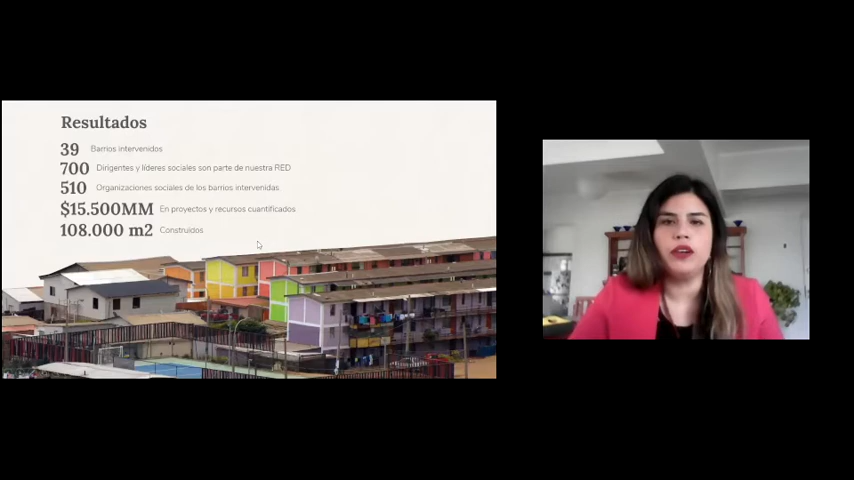 Resultados
39 Barrios intervenidos
700 Dirigentes y líderes sociales son parte de nuestra RED
510 Organizaciones sociales de los barrios intervenidas
$15.500MM En proyectos y recursos cuantificados
108.000 m2 Construidos